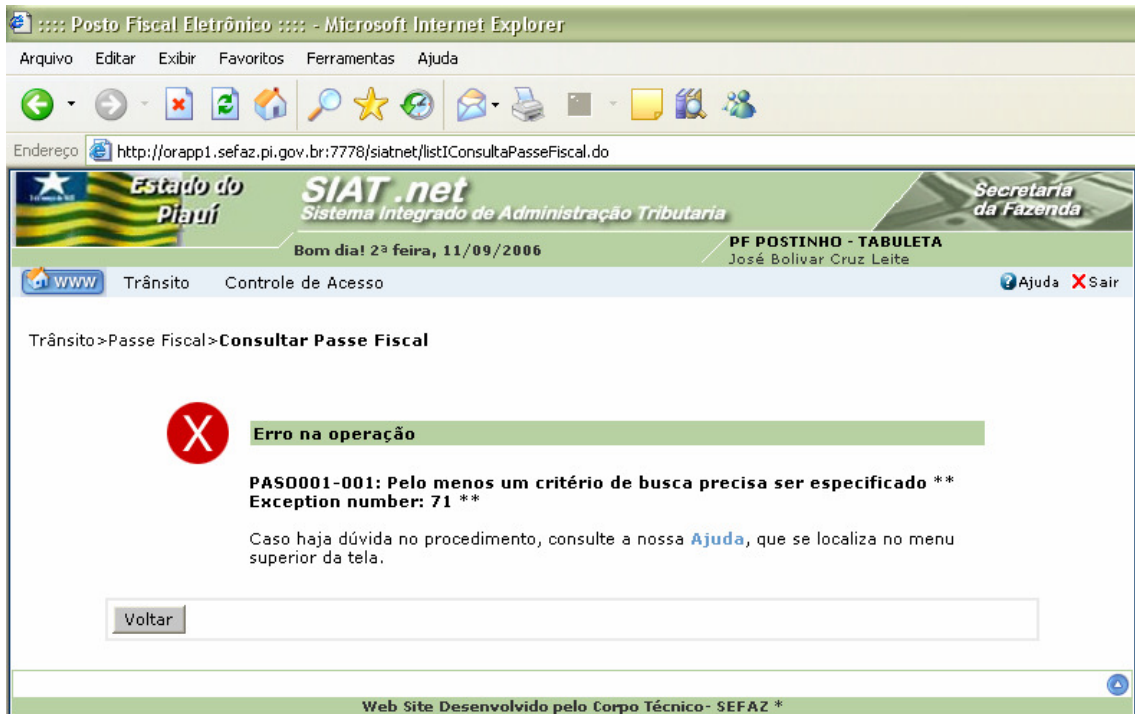 :::: Posto Fiscal Eletrônico :::: - Microsoft Internet Explorer
Arquivo Editar Exibir Favoritos Ferramentas Ajuda
Endereço http://orapp1.sefaz.pi.gov.br:7778/siatnet/listIConsultaPasseFiscal.do
Estado do
Piauí
SIAT .net
Sistema Integrado de Administração Tributaria
Secretaria
da Fazenda
Bom dia! 2ª feira, 11/09/2006
PF POSTINHO - TABULETA
José Bolivar Cruz Leite
www Trânsito Controle de Acesso Ajuda Sair
Trânsito>Passe Fiscal>Consultar Passe Fiscal
X
Erro na operação
PAS0001-001: Pelo menos um critério de busca precisa ser especificado **
Exception number: 71 **
Caso haja dúvida no procedimento, consulte a nossa Ajuda, que se localiza no menu
superior da tela.
Voltar
Web Site Desenvolvido pelo Corpo Técnico- SEFAZ *